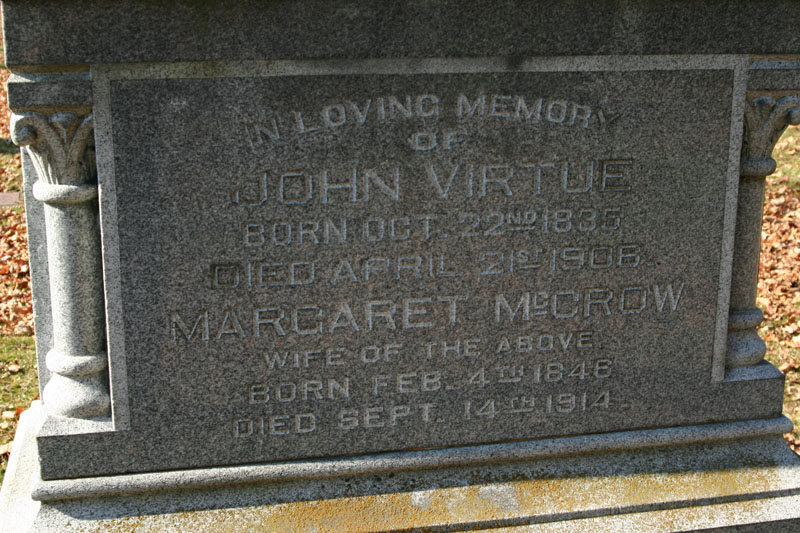 IN LOVING MEMORY
OF
JOHN VIRTUE
BORN OCT. 22ND 1835
DIED APRIL 21ST 1906.
MARGARET McCROW
WIFE OF THE ABOVE.
BORN FEB. 4TH 1846
DIED SEPT. 14TH 1914.